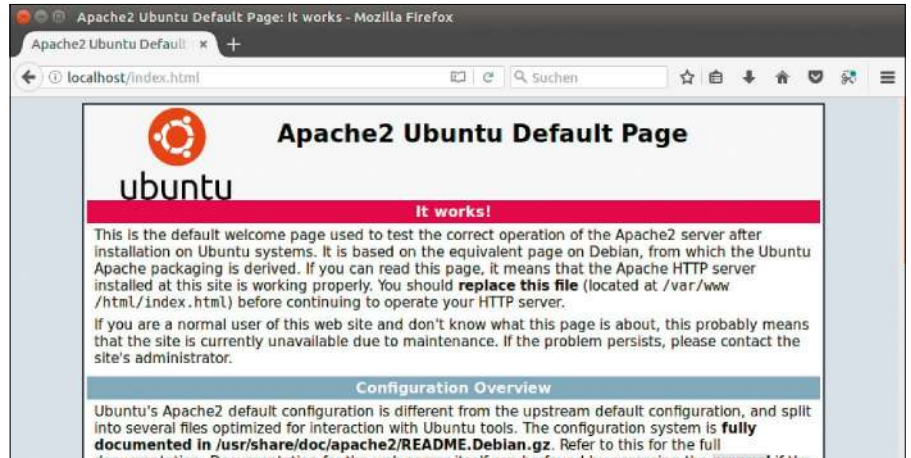 Apache2 Ubuntu Default Page: It works - Mozilla Firefox
Apache2 Ubuntu Default
localhost/index.html
Suchen
ubuntu
Apache2 Ubuntu Default Page
It works!
This is the default welcome page used to test the correct operation of the Apache2 server after
installation on Ubuntu systems. It is based on the equivalent page on Debian, from which the Ubuntu
Apache packaging is derived. If you can read this page, it means that the Apache HTTP server
installed at this site is working properly. You should replace this file (located at /var/www
/html/index.html) before continuing to operate your HTTP server.
If you are a normal user of this web site and don't know what this page is about, this probably means
that the site is currently unavailable due to maintenance. If the problem persists, please contact the
site's administrator.
Configuration Overview
Ubuntu's Apache2 default configuration is different from the upstream default configuration, and split
into several files optimized for interaction with Ubuntu tools. The configuration system is fully
documented in /usr/share/doc/apache2/README.Debian.gz. Refer to this for the full